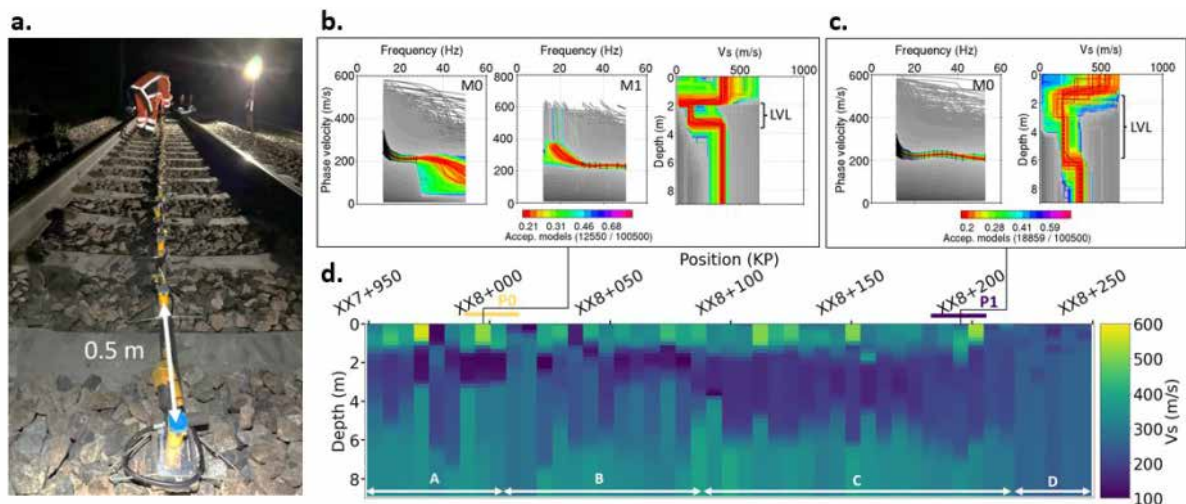 a.
0.5 m
b.
Frequency (Hz)
0 20 40 60
600
400
200
0
Phase velocity (m/s)
M0
Frequency (Hz)
0 20 40 60
800
600
400
200
0
M1
Vs (m/s)
0 500 1000
0
2
4
6
8
Depth (m)
LVL
0.21 0.31 0.46 0.68
Accep. models (12550 / 100500)
c.
Frequency (Hz)
0 20 40 60
600
400
200
0
Phase velocity (m/s)
M0
Vs (m/s)
0 500 1000
0
2
4
6
8
Depth (m)
LVL
0.2 0.28 0.41 0.59
Accep. models (18859 / 100500)
d.
Position (KP)
XX7+950
XX8+000
XX8+050
XX8+100
XX8+150
XX8+200
XX8+250
P0
P1
0
2
4
6
8
Depth (m)
A B C D
600
500
400
300
200
100
Vs (m/s)